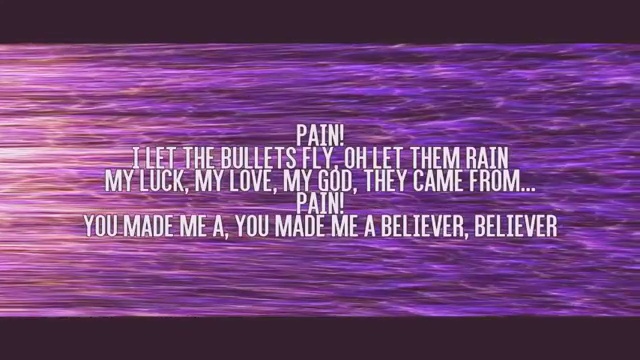 PAIN!
I LET THE BULLETS FLY, OH LET THEM RAIN
MY LUCK, MY LOVE, MY GOD, THEY CAME FROM...
PAIN!
YOU MADE ME A, YOU MADE ME A BELIEVER, BELIEVER